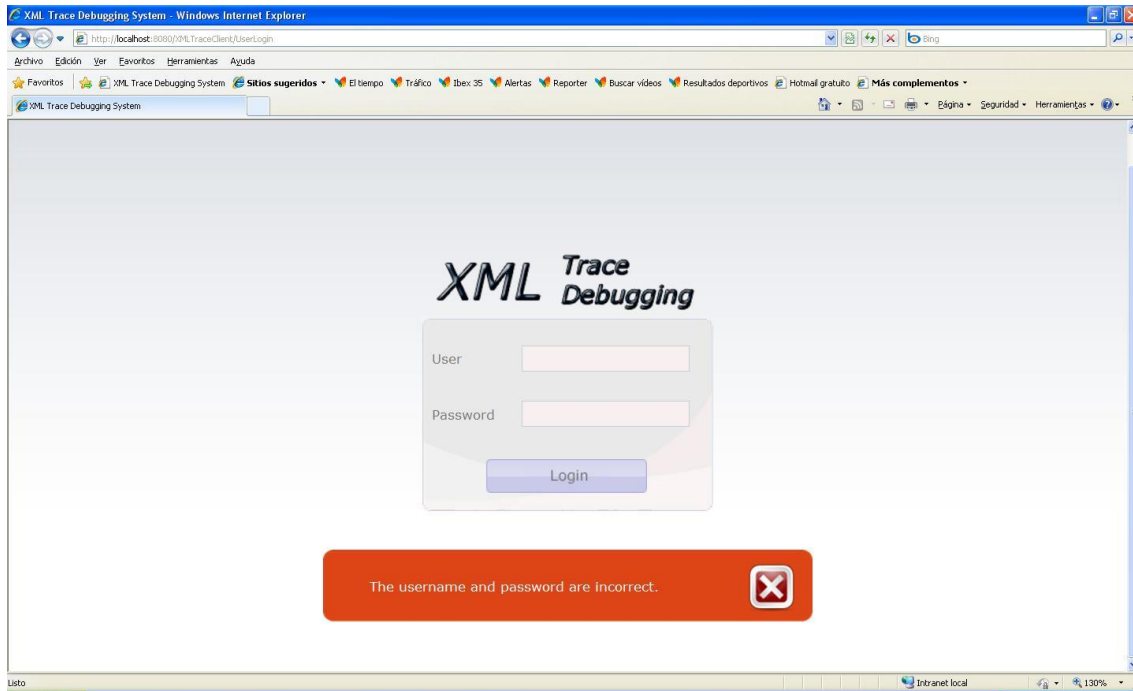 XML Trace Debugging System - Windows Internet Explorer
http://localhost:8080/XMLTraceClient/UserLogin
Bing
Archivo Edición Ver Favoritos Herramientas Ayuda
Favoritos XML Trace Debugging System Sitios sugeridos El tiempo Tráfico Ibex 35 Alertas Reporter Buscar vídeos Resultados deportivos Hotmail gratuito Más complementos
XML Trace Debugging System Página Seguridad Herramientas
XML Trace
Debugging
User
Password
Login
The username and password are incorrect.
Listo Intranet local 130%